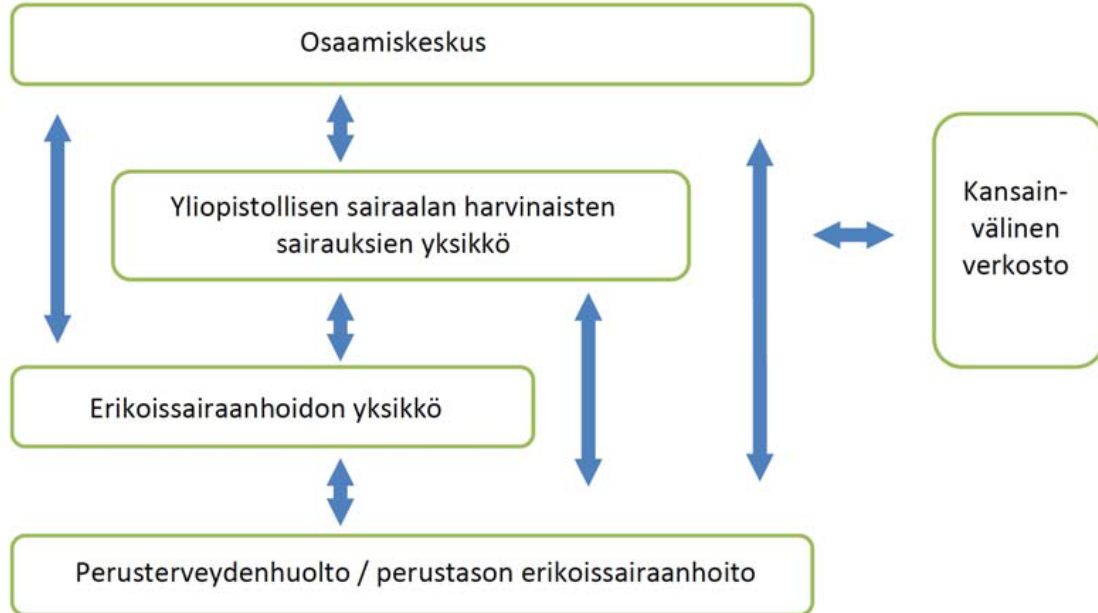 Osaamiskeskus
Yliopistollisen sairaalan harvinaisten
sairauksien yksikkö
Kansain-
välinen
verkosto
Erikoissairaanhoidon yksikkö
Perusterveydenhuolto / perustason erikoissairaanhoito